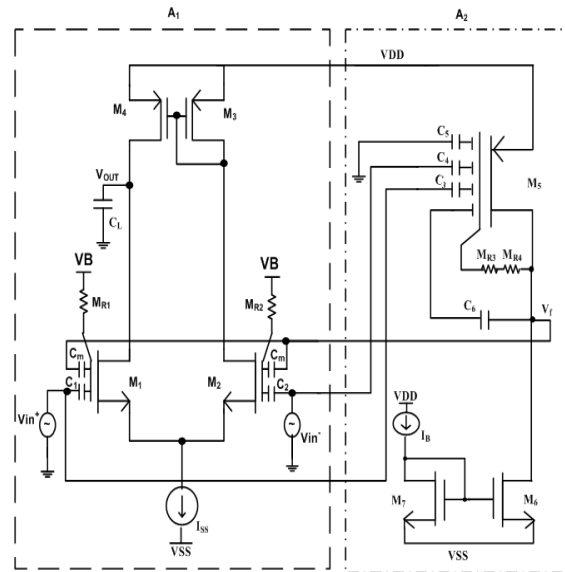 A1
A2
VDD
M4
M3
C5
C4
C3
M5
VOUT
CL
VB
VB
MR3
MR4
MR1
MR2
C6
Vf
Cm
Cm
C1
M1
M2
C2
Vin+
Vin-
VDD
IB
ISS
M7
M6
VSS
VSS